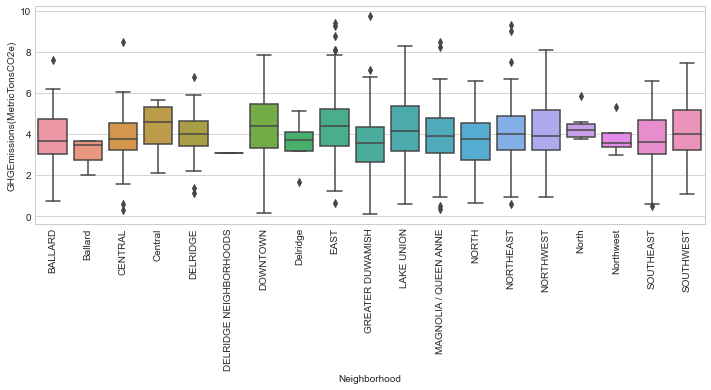 GHGEmissions(MetricTonsCO2e)
10
8
6
4
2
0
BALLARD
Ballard
CENTRAL
Central
DELRIDGE
DELRIDGE NEIGHBORHOODS
DOWNTOWN
Delridge
EAST
GREATER DUWAMISH
LAKE UNION
MAGNOLIA / QUEEN ANNE
NORTH
NORTHEAST
NORTHWEST
North
Northwest
SOUTHEAST
SOUTHWEST
Neighborhood